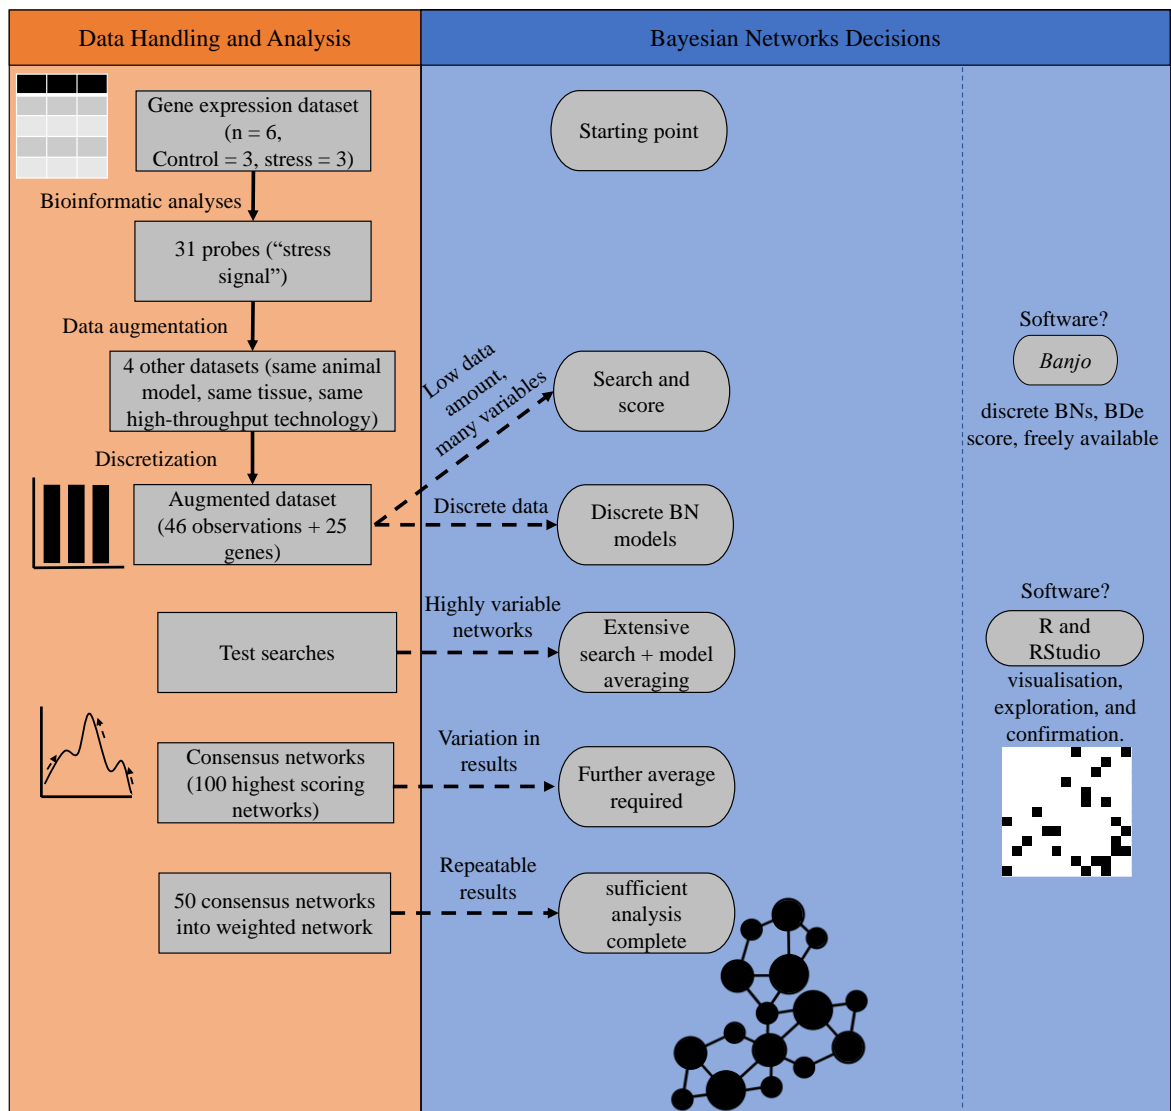 Data Handling and Analysis
Bayesian Networks Decisions
Gene expression dataset
(n = 6,
Control = 3, stress = 3)
Starting point
Bioinformatic analyses
31 probes (“stress
signal”)
Data augmentation
4 other datasets (same animal
model, same tissue, same
high-throughput technology)
Low data
amount,
many variables
Search and
score
Software?
Banjo
discrete BNs, BDe
score, freely available
Discretization
Augmented dataset
(46 observations + 25
genes)
Discrete data
Discrete BN
models
Test searches
Highly variable
networks
Extensive
search + model
averaging
Software?
R and
RStudio
visualisation,
exploration, and
confirmation.
Consensus networks
(100 highest scoring
networks)
Variation in
results
Further average
required
50 consensus networks
into weighted network
Repeatable
results
sufficient
analysis
complete